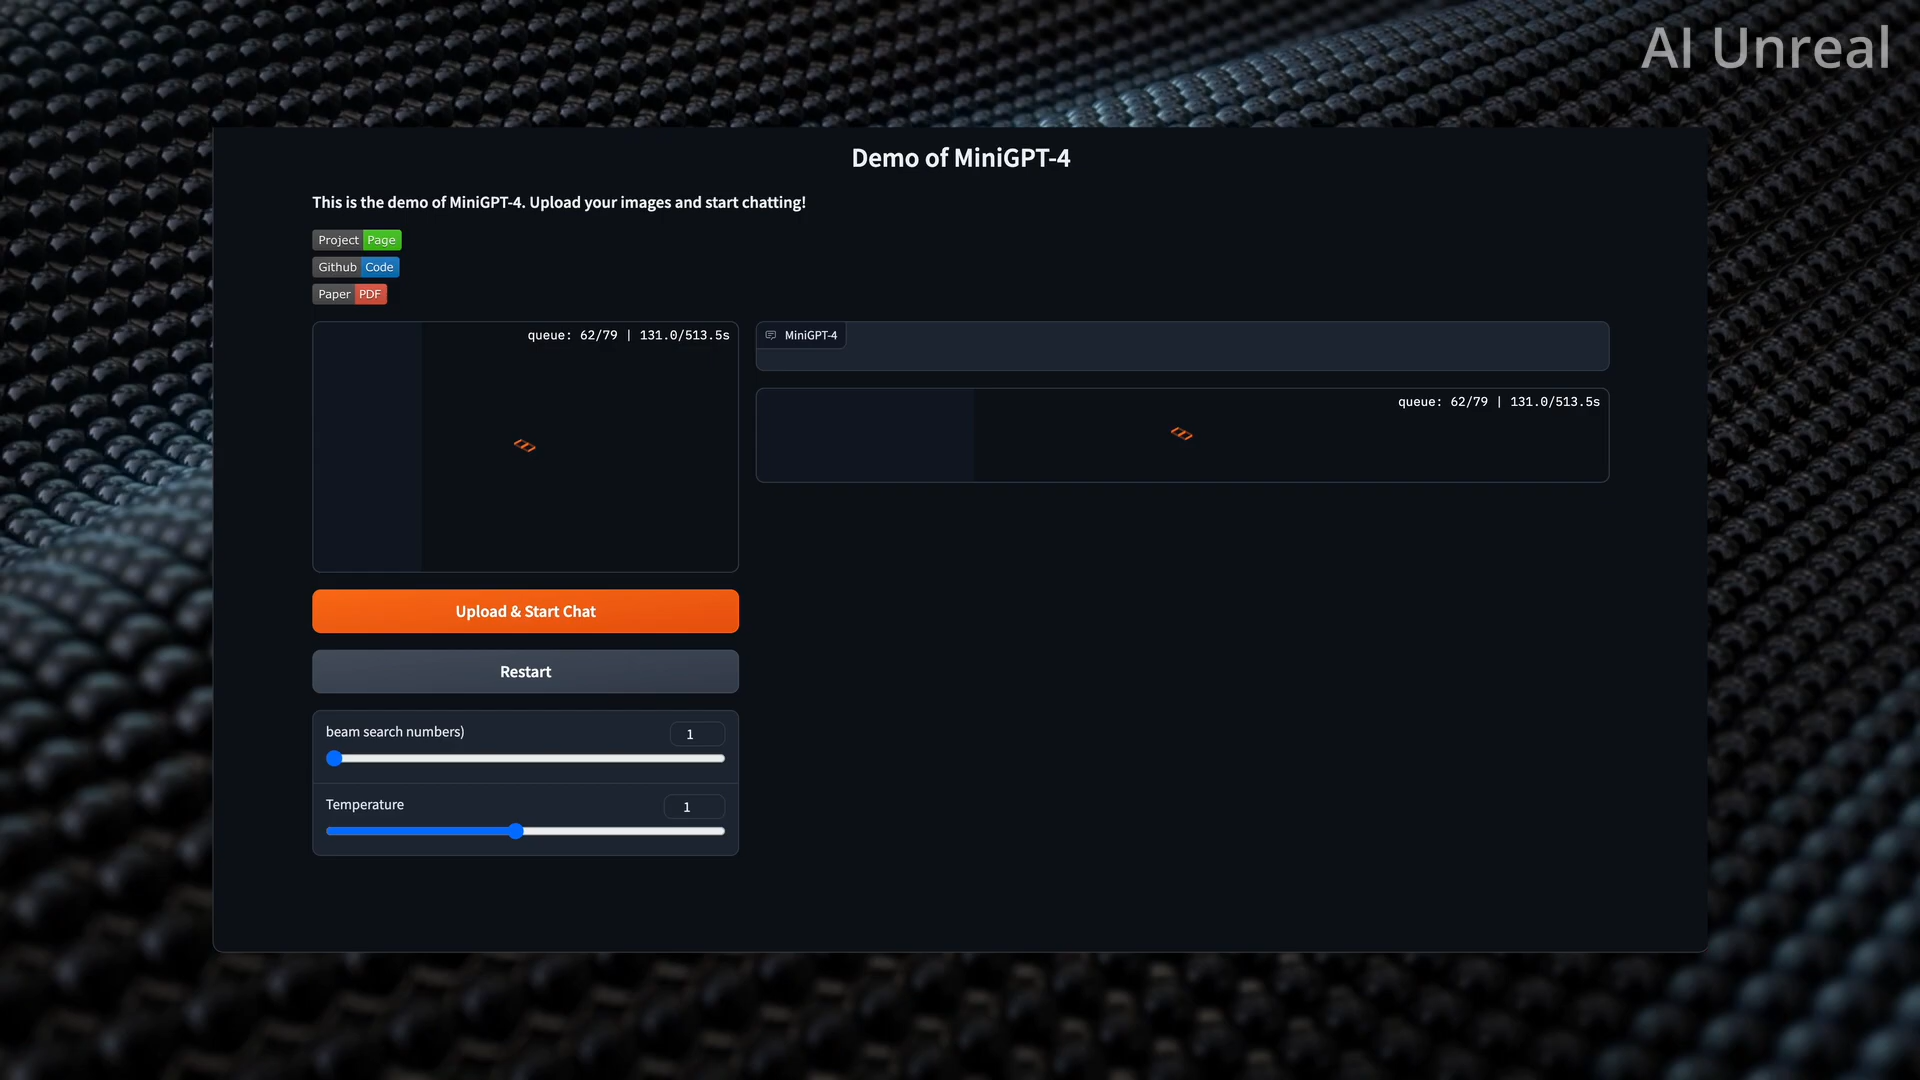 AI Unreal
Demo of MiniGPT-4
This is the demo of MiniGPT-4. Upload your images and start chatting!
Project Page
Github Code
Paper PDF
queue: 62/79 | 131.0/513.5s
MiniGPT-4
queue: 62/79 | 131.0/513.5s
Upload & Start Chat
Restart
beam search numbers) 1
Temperature 1